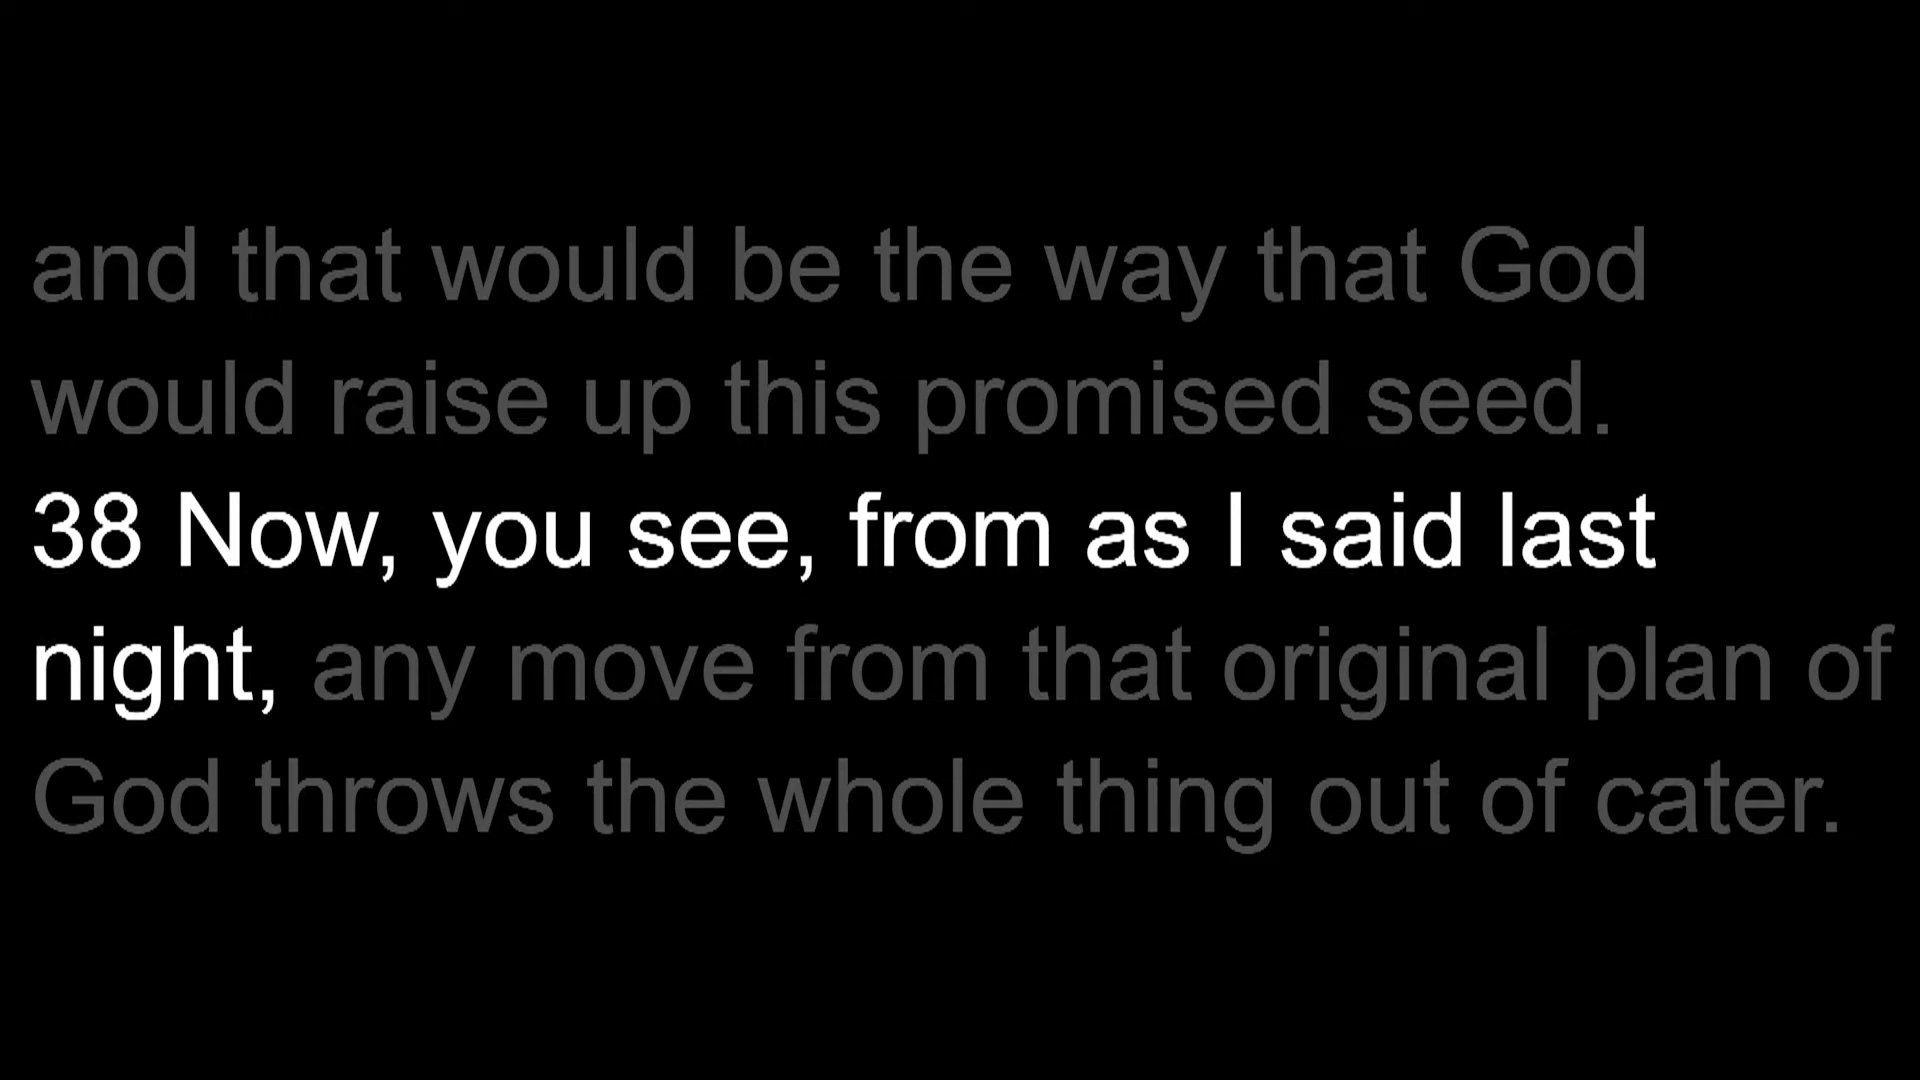 and that would be the way that God
would raise up this promised seed.
38 Now, you see, from as I said last
night, any move from that original plan of
God throws the whole thing out of cater.